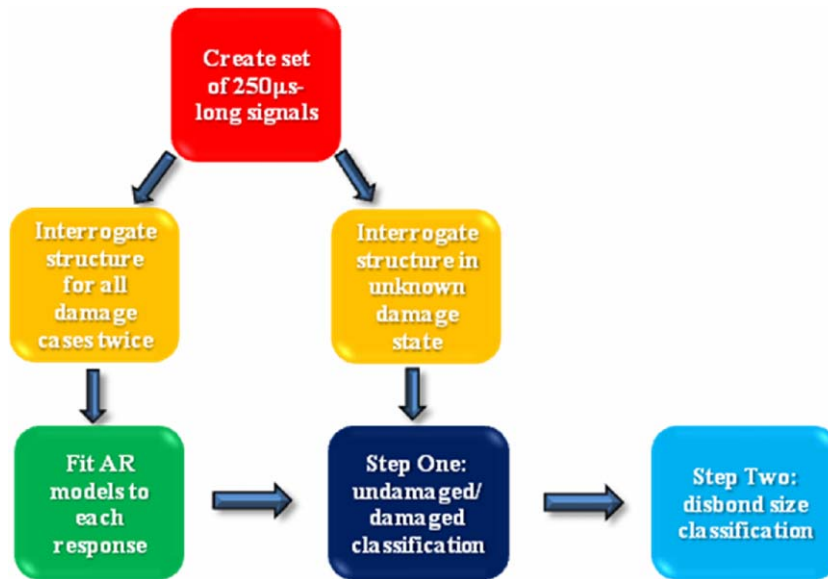 Create set
of 250µs-
long signals
Interrogate
structure
for all
damage
cases twice
Interrogate
structure in
unknown
damage
state
Fit AR
models to
each
response
Step One:
undamaged/
damaged
classification
Step Two:
disbond size
classification